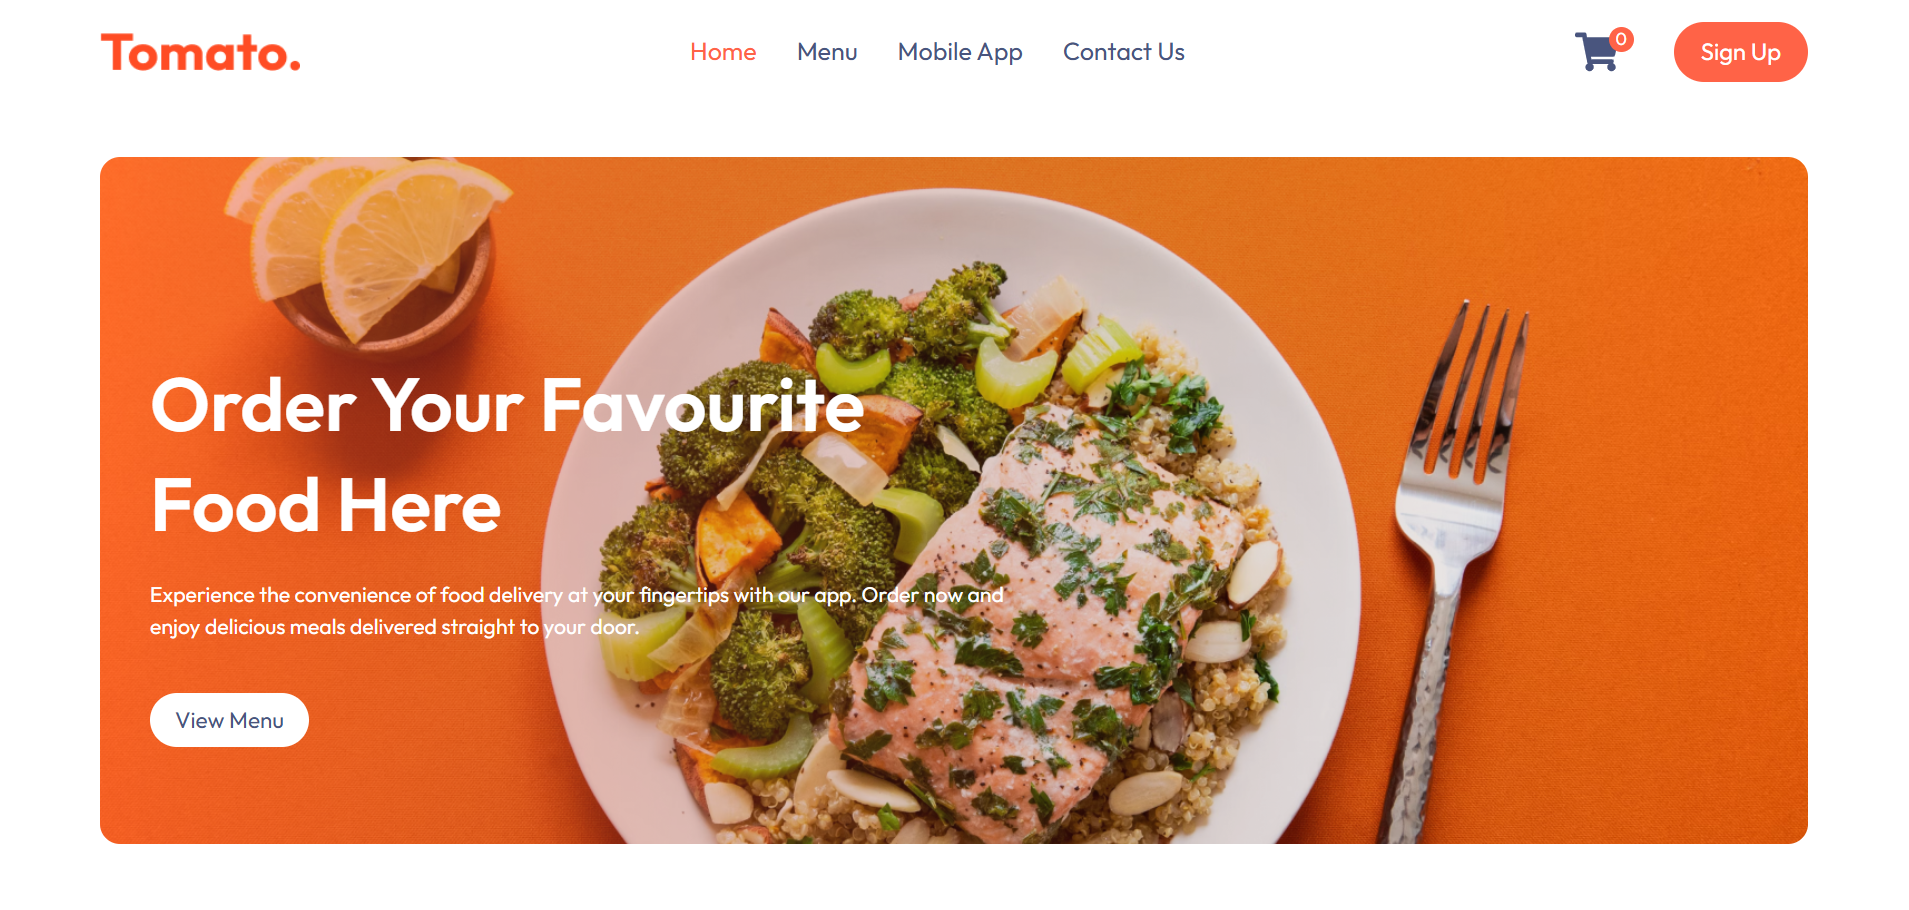 Tomato.
Home
Menu
Mobile App
Contact Us
0
Sign Up
Order Your Favourite
Food Here
Experience the convenience of food delivery at your fingertips with our app. Order now and
enjoy delicious meals delivered straight to your door.
View Menu